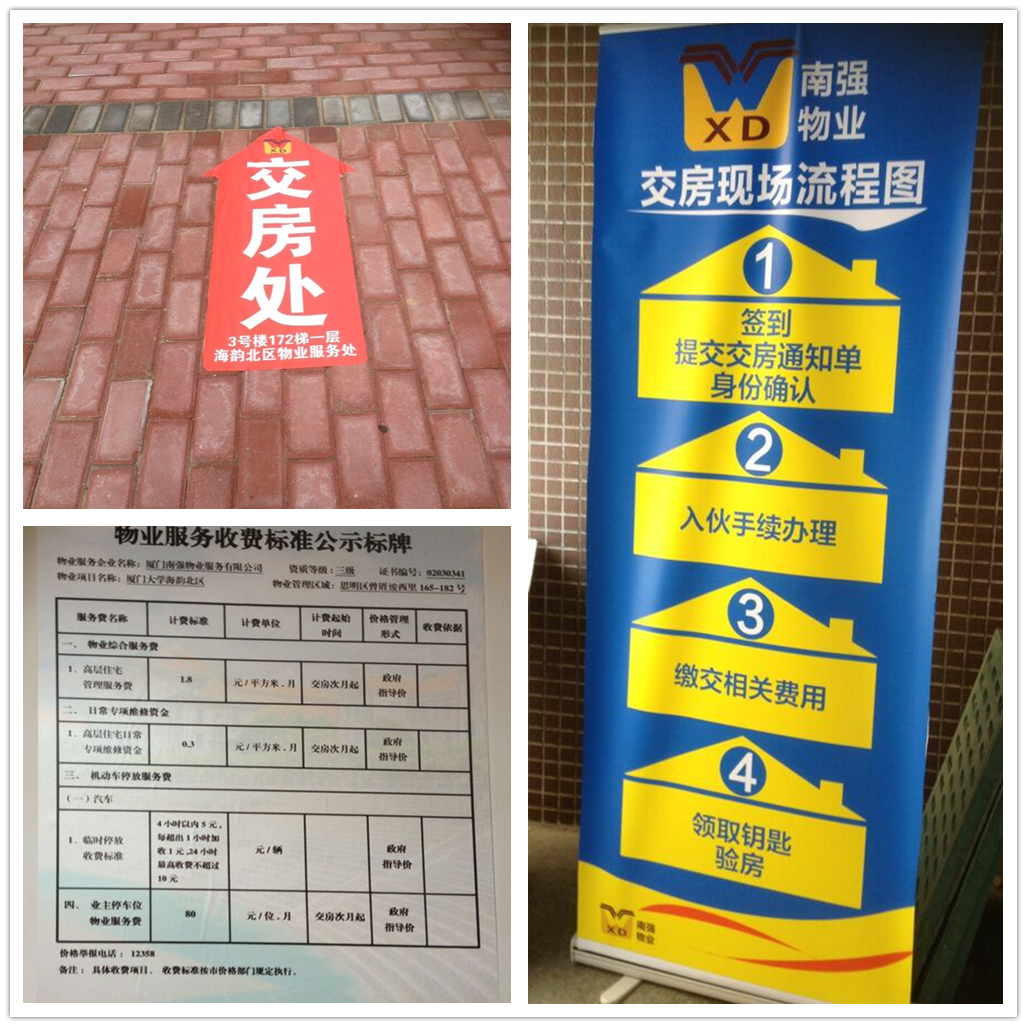 XD
交房处
3号楼172梯一层
海韵北区物业服务处
XD
南强
物业
交房现场流程图
1
签到
提交交房通知单
身份确认
2
入伙手续办理
3
缴交相关费用
4
领取钥匙
验房
XD
南强
物业
物业服务收费标准公示标牌
物业服务企业名称：厦门南强物业服务有限公司 资质等级：三级 证书编号：02030341
物业项目名称：厦门大学海韵北区 物业管理区域：思明区曾厝垵西里 165--182 号
服务费名称 计费标准 计费单位 计费起始时间 价格管理形式 收费依据
一、物业综合服务费
1、高层住宅管理服务费 1.8 元/平方米.月 交房次月起 政府指导价
二、日常专项维修资金
1、高层住宅日常专项维修资金 0.3 元/平方米.月 交房次月起 政府指导价
三、机动车停放服务费
（一）汽车
1、临时停放收费标准 4小时以内5元，每超出1小时加收1元,24小时最高收费不超过10元 元/辆 政府指导价
四、业主停车位物业服务费 80 元/位.月 交房次月起 政府指导价
价格举报电话：12358
备注：具体收费项目、收费标准按市价格部门规定执行。